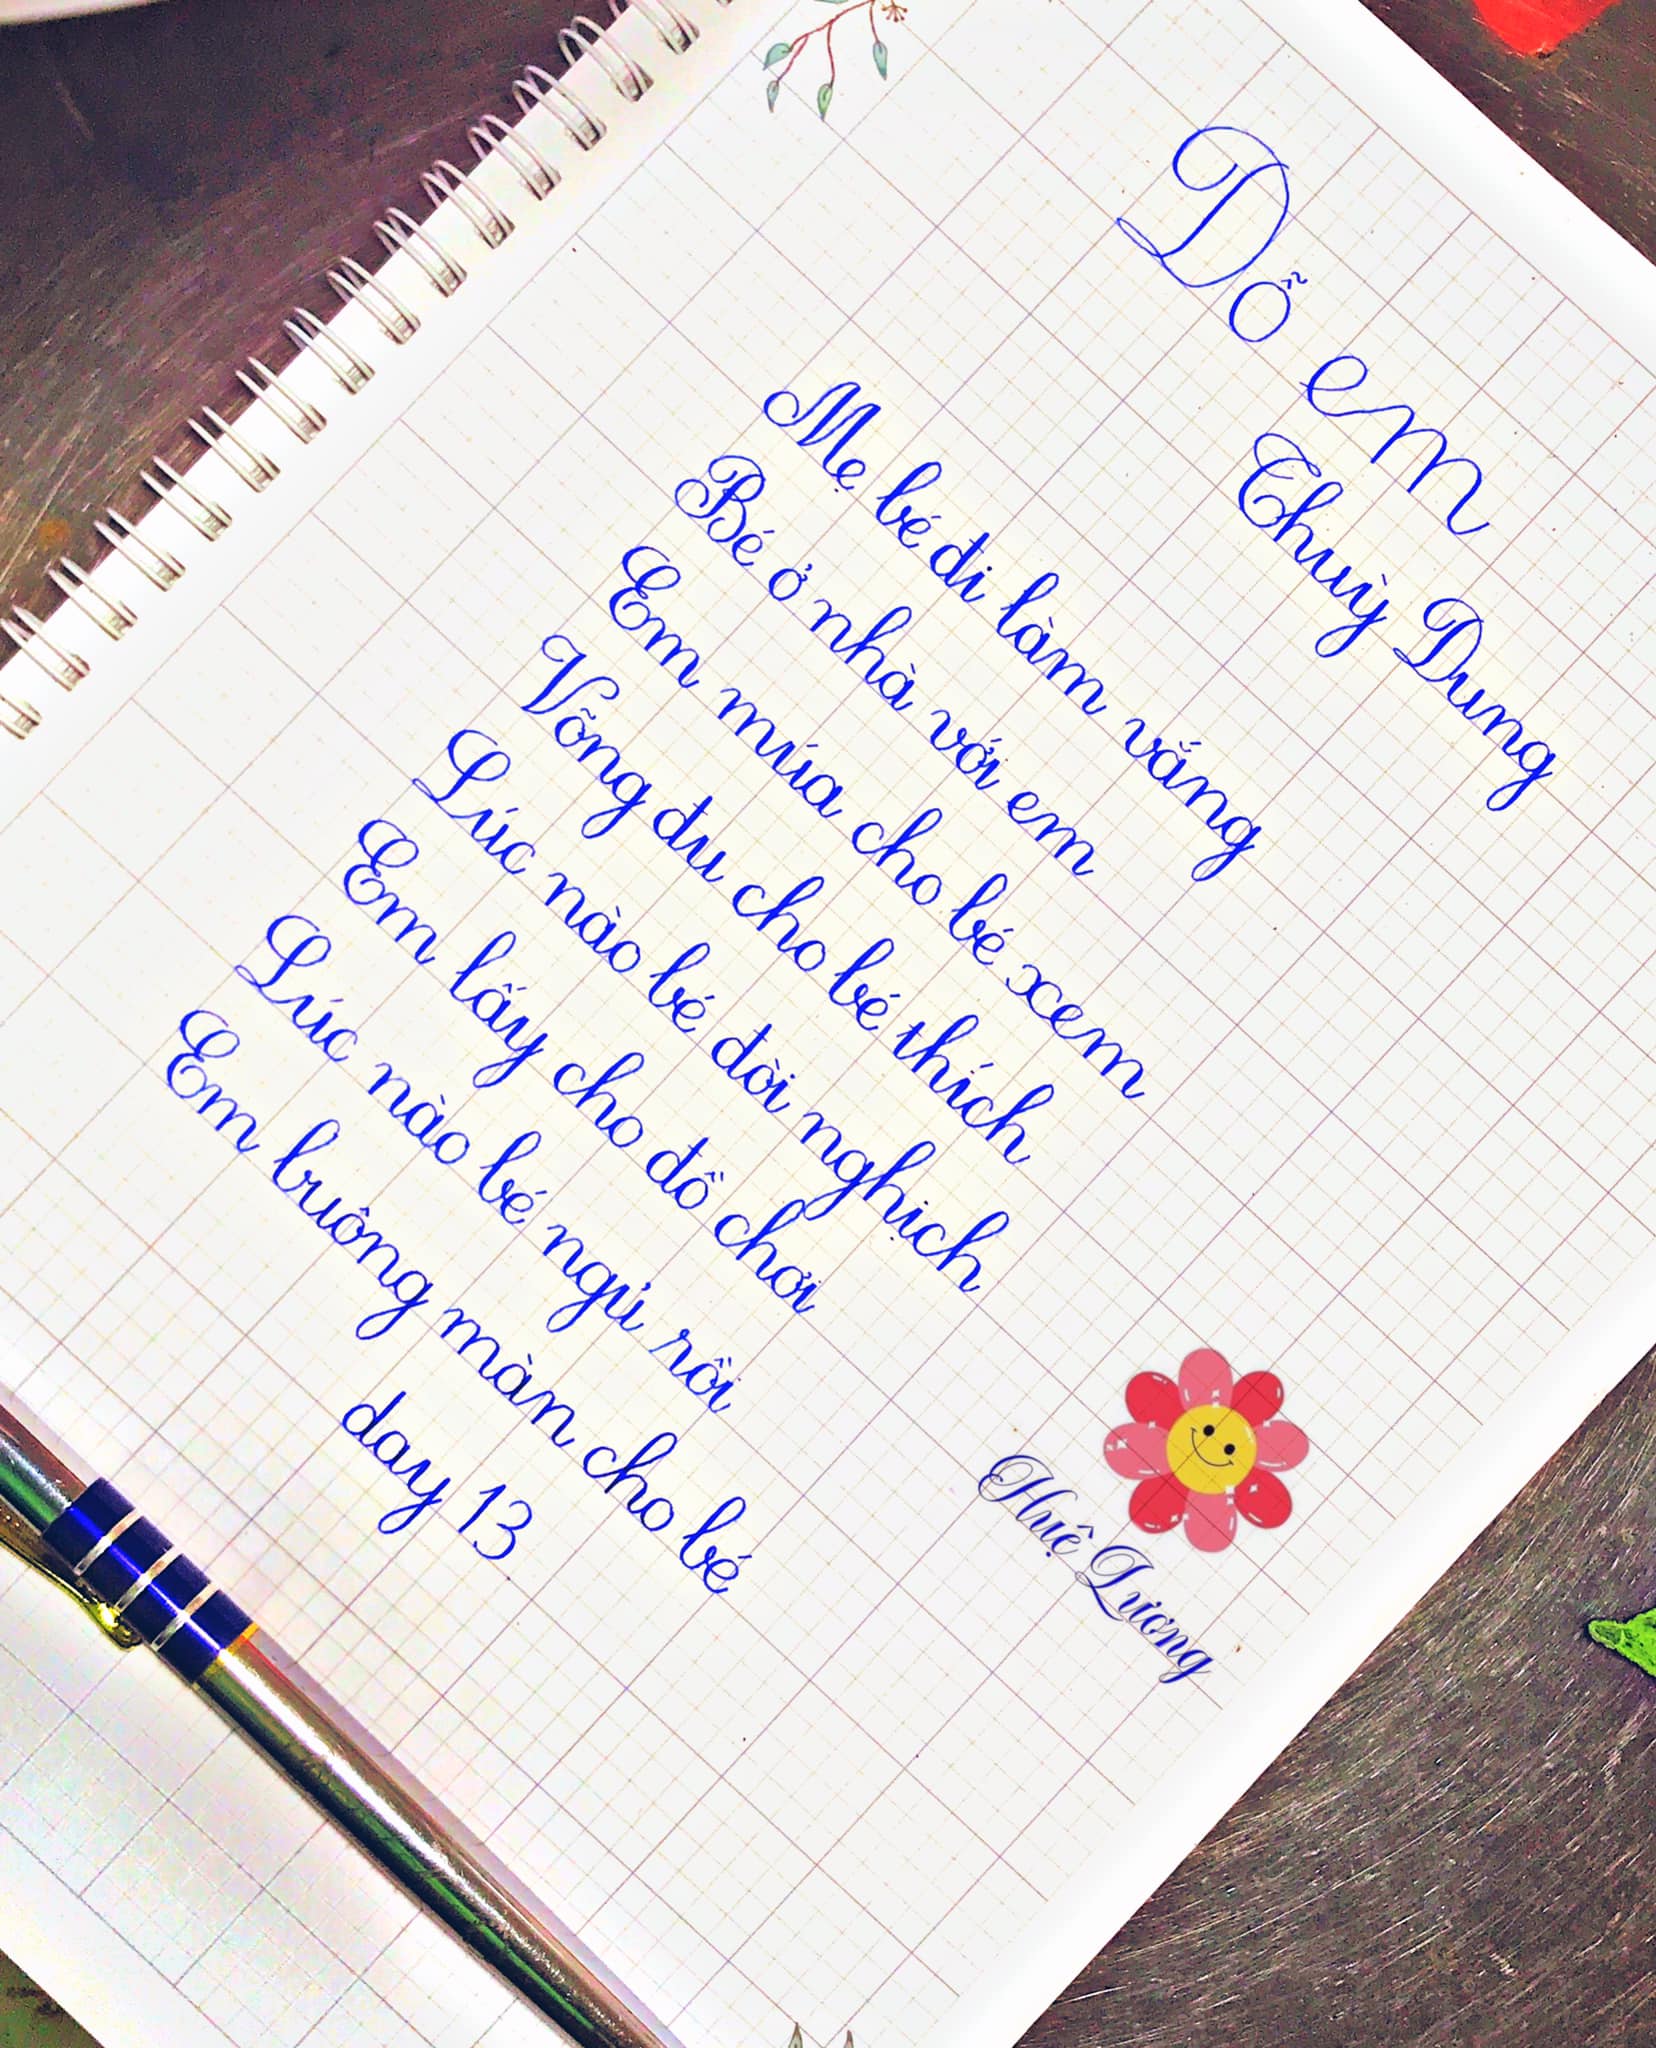 Dỗ em
Thuỳ Dung
Mẹ bé đi làm vắng
Bé ở nhà với em
Em múa cho bé xem
Võng đu cho bé thích
Lúc nào bé đòi nghịch
Em lấy cho đồ chơi
Lúc nào bé ngủ rồi
Em buông màn cho bé
day 13
Huệ Lương